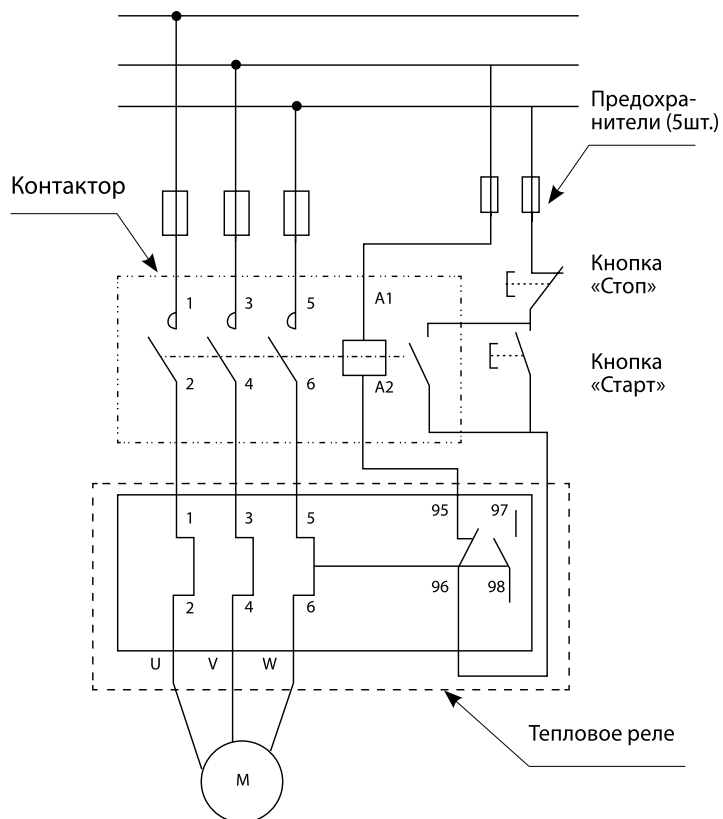 Предохра-
нители (5шт.)
Контактор
Кнопка
«Стоп»
1 3 5 A1
Кнопка
«Старт»
2 4 6 A2
1 3 5 95 97
2 4 6 96 98
U V W
Тепловое реле
M